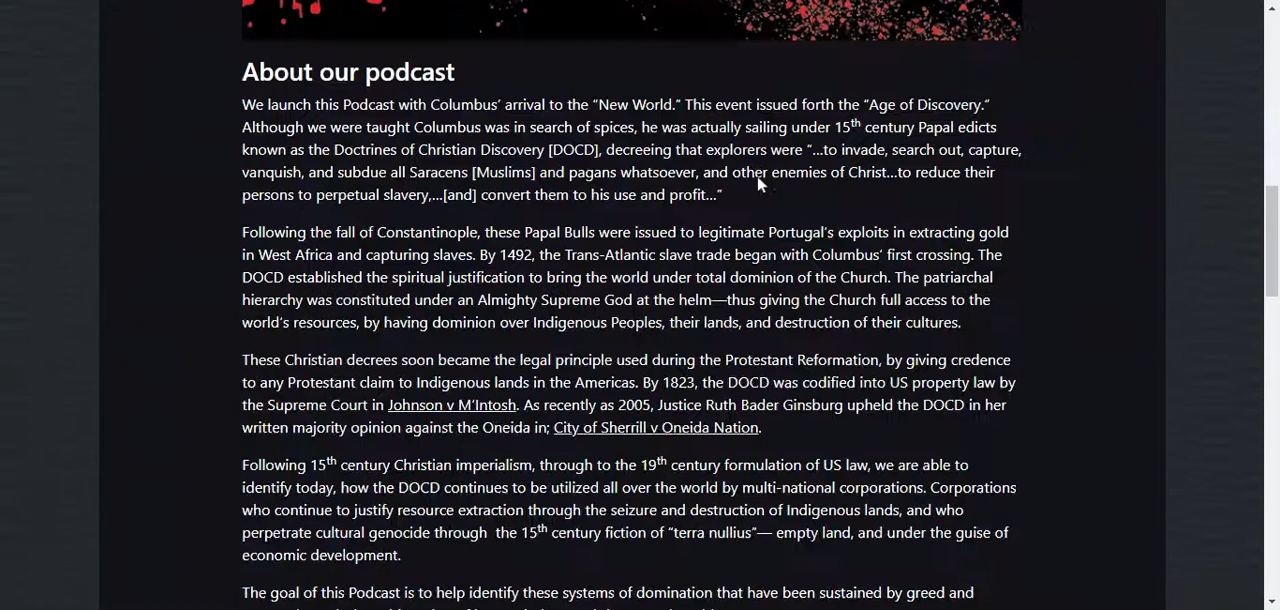 About our podcast
We launch this Podcast with Columbus’ arrival to the “New World.” This event issued forth the “Age of Discovery.”
Although we were taught Columbus was in search of spices, he was actually sailing under 15th century Papal edicts
known as the Doctrines of Christian Discovery [DOCD], decreeing that explorers were “…to invade, search out, capture,
vanquish, and subdue all Saracens [Muslims] and pagans whatsoever, and other enemies of Christ…to reduce their
persons to perpetual slavery,…[and] convert them to his use and profit…”
Following the fall of Constantinople, these Papal Bulls were issued to legitimate Portugal’s exploits in extracting gold
in West Africa and capturing slaves. By 1492, the Trans-Atlantic slave trade began with Columbus’ first crossing. The
DOCD established the spiritual justification to bring the world under total dominion of the Church. The patriarchal
hierarchy was constituted under an Almighty Supreme God at the helm—thus giving the Church full access to the
world’s resources, by having dominion over Indigenous Peoples, their lands, and destruction of their cultures.
These Christian decrees soon became the legal principle used during the Protestant Reformation, by giving credence
to any Protestant claim to Indigenous lands in the Americas. By 1823, the DOCD was codified into US property law by
the Supreme Court in Johnson v M’Intosh. As recently as 2005, Justice Ruth Bader Ginsburg upheld the DOCD in her
written majority opinion against the Oneida in; City of Sherrill v Oneida Nation.
Following 15th century Christian imperialism, through to the 19th century formulation of US law, we are able to
identify today, how the DOCD continues to be utilized all over the world by multi-national corporations. Corporations
who continue to justify resource extraction through the seizure and destruction of Indigenous lands, and who
perpetrate cultural genocide through the 15th century fiction of “terra nullius”— empty land, and under the guise of
economic development.
The goal of this Podcast is to help identify these systems of domination that have been sustained by greed and